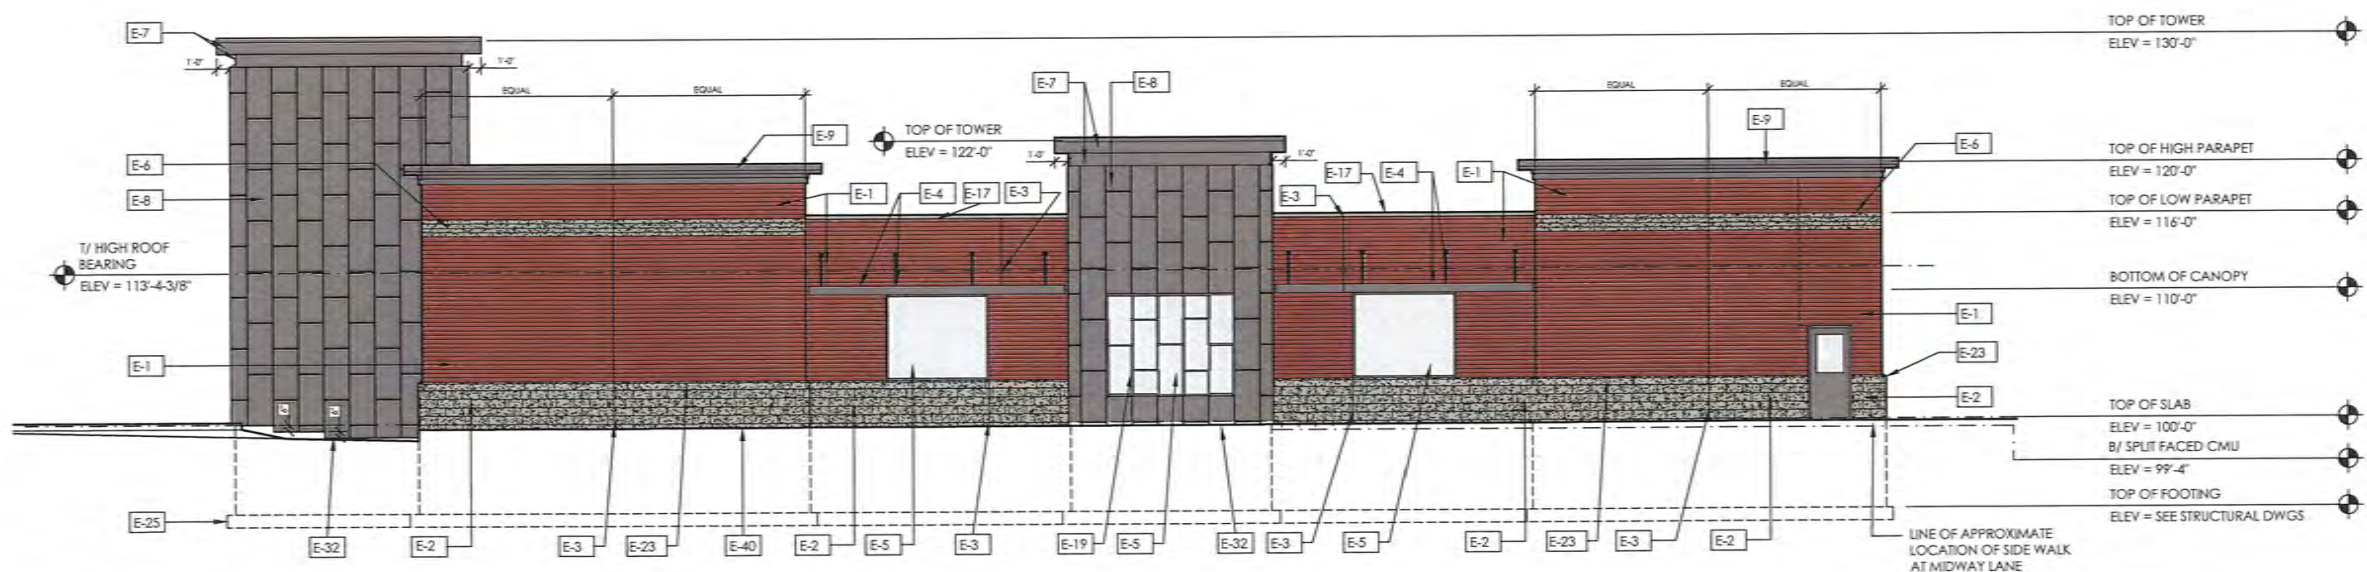 E-7
TOP OF TOWER
ELEV = 130'-0"
1'-0"
1'-0"
E-7
E-8
EQUAL
EQUAL
EQUAL
EQUAL
E-9
E-9
TOP OF TOWER
ELEV = 122'-0"
E-6
E-6
TOP OF HIGH PARAPET
ELEV = 120'-0"
1'-0"
1'-0"
E-8
E-1
E-4
E-17
E-3
E-3
E-17
E-4
E-1
TOP OF LOW PARAPET
ELEV = 116'-0"
T/ HIGH ROOF
BEARING
ELEV = 113'-4-3/8"
BOTTOM OF CANOPY
ELEV = 110'-0"
E-1
E-1
E-23
E-2
TOP OF SLAB
ELEV = 100'-0"
B/ SPLIT FACED CMU
ELEV = 99'-4"
TOP OF FOOTING
ELEV = SEE STRUCTURAL DWGS
E-25
E-32
E-2
E-3
E-23
E-40
E-2
E-5
E-3
E-19
E-5
E-32
E-3
E-5
E-2
E-23
E-3
E-2
LINE OF APPROXIMATE
LOCATION OF SIDE WALK
AT MIDWAY LANE